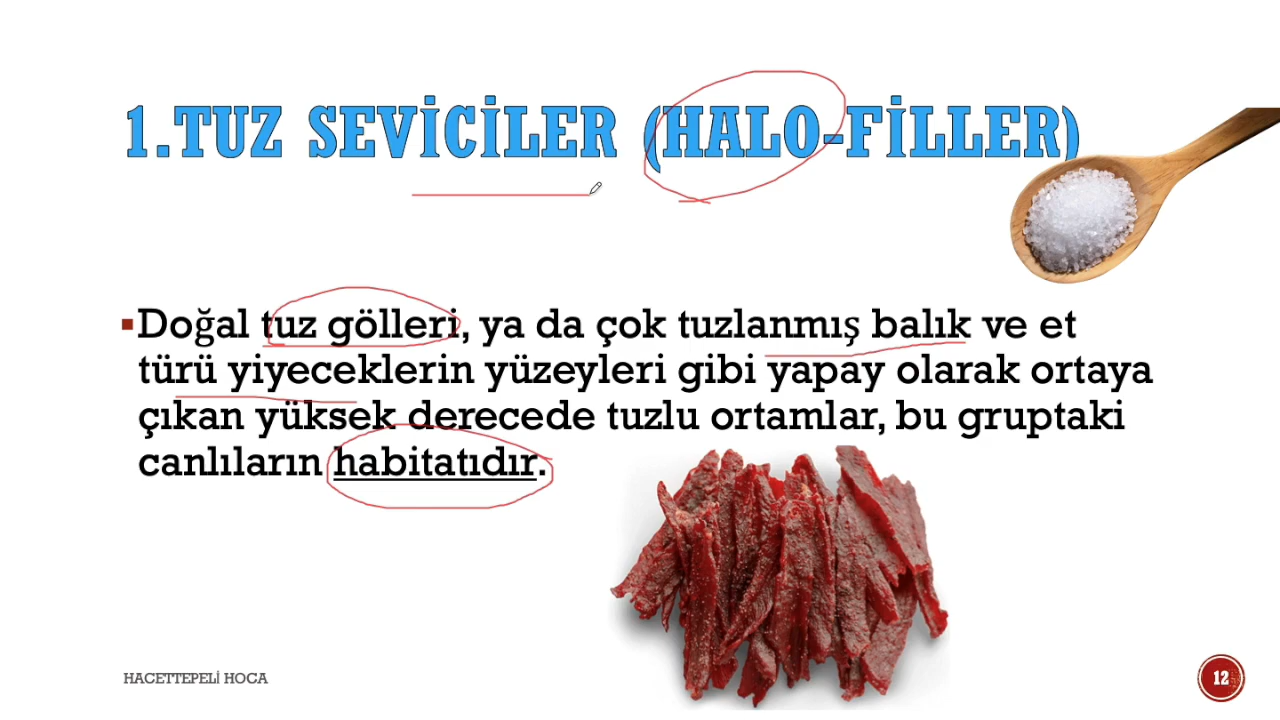 1.TUZ SEVİCİLER (HALO-FİLLER)
Doğal tuz gölleri, ya da çok tuzlanmış balık ve et
türü yiyeceklerin yüzeyleri gibi yapay olarak ortaya
çıkan yüksek derecede tuzlu ortamlar, bu gruptaki
canlıların habitatıdır.
HACETTEPELİ HOCA
12